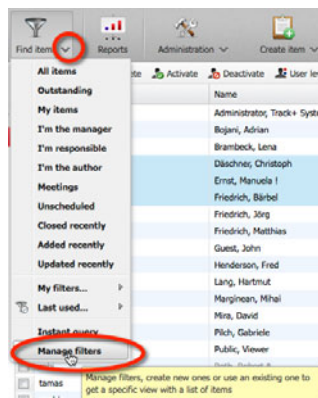 Find items
Reports
Administration
Create item
Activate
Deactivate
User le
Name
All items
Outstanding
My items
I'm the manager
I'm responsible
I'm the author
Meetings
Unscheduled
Closed recently
Added recently
Updated recently
My filters...
Last used...
Instant query
Manage filters
Administrator, Track+ Syste
Bojani, Adrian
Brambeck, Lena
Däschner, Christoph
Ernst, Manuela !
Friedrich, Bärbel
Friedrich, Jörg
Friedrich, Matthias
Guest, John
Henderson, Fred
Lang, Hartmut
Marginean, Mihai
Mira, David
Pilch, Gabriele
Public, Viewer
tamas
Manage filters, create new ones or use an existing one to
get a specific view with a list of items